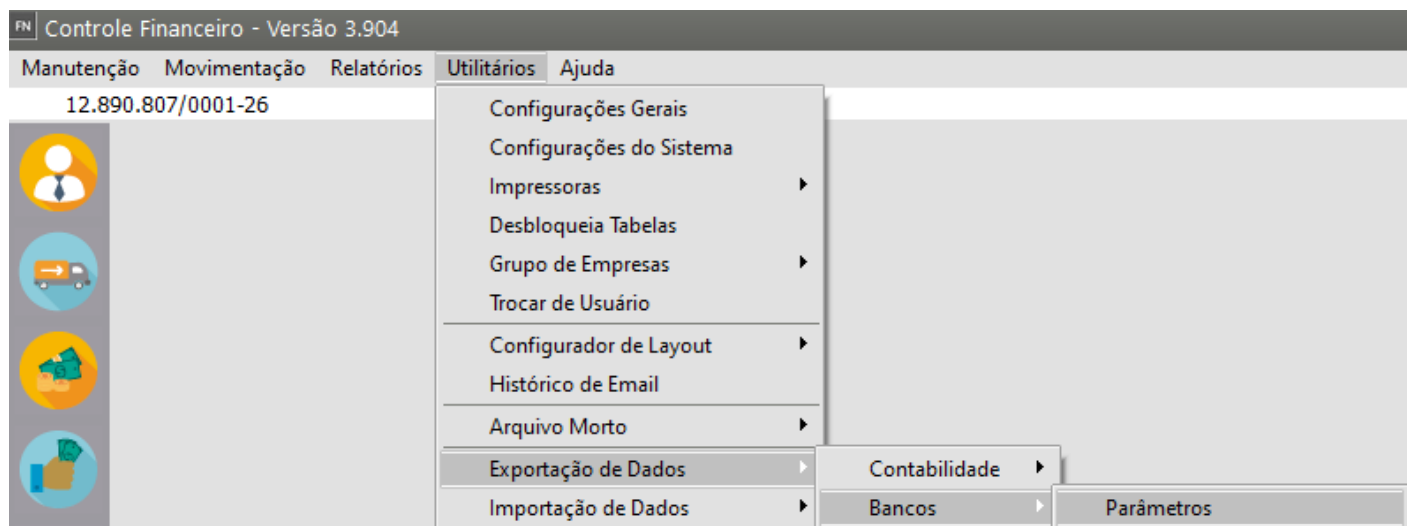 FN Controle Financeiro - Versão 3.904
Manutenção Movimentação Relatórios Utilitários Ajuda
12.890.807/0001-26
Configurações Gerais
Configurações do Sistema
Impressoras
Desbloqueia Tabelas
Grupo de Empresas
Trocar de Usuário
Configurador de Layout
Histórico de Email
Arquivo Morto
Exportação de Dados Contabilidade
Importação de Dados Bancos Parâmetros